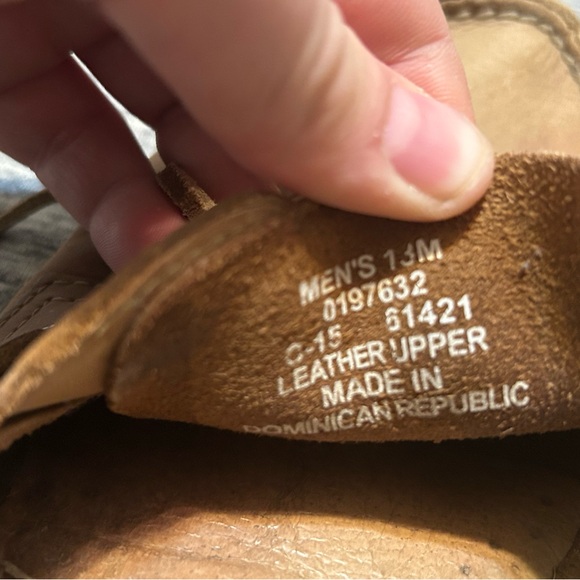 MEN'S 13M
0197632
C-15 61421
LEATHER UPPER
MADE IN
DOMINICAN REPUBLIC